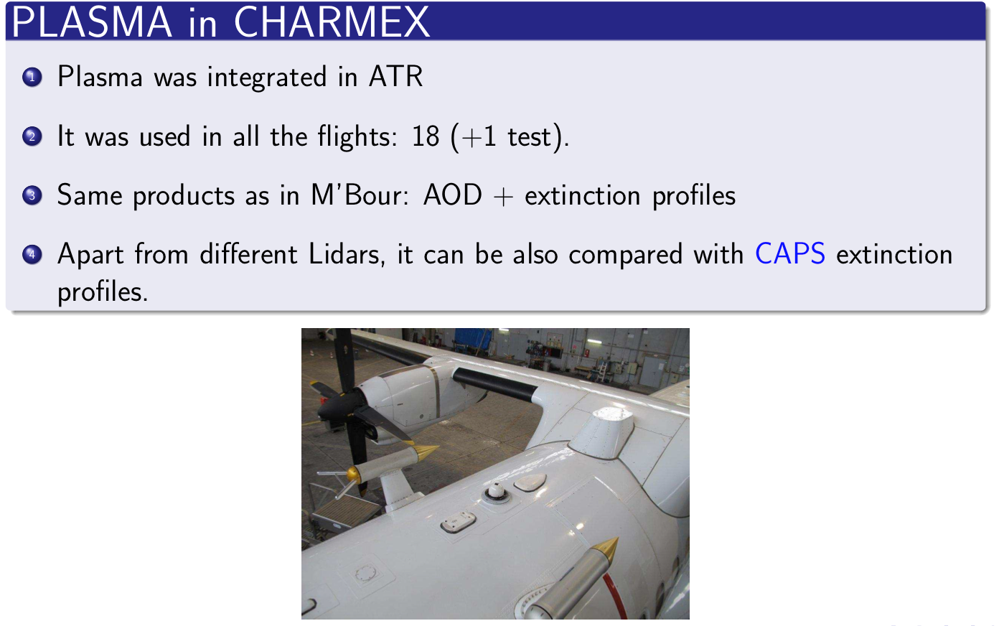 PLASMA in CHARMEX
1 Plasma was integrated in ATR
2 It was used in all the flights: 18 (+1 test).
3 Same products as in M'Bour: AOD + extinction profiles
4 Apart from different Lidars, it can be also compared with CAPS extinction
profiles.